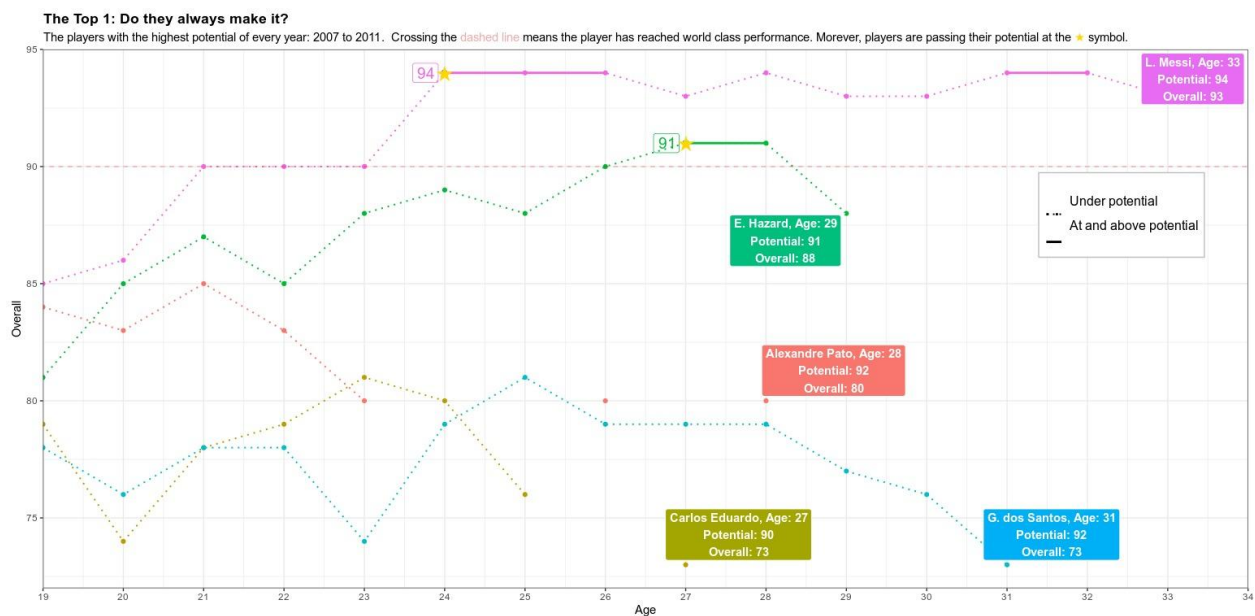 The Top 1: Do they always make it?
The players with the highest potential of every year: 2007 to 2011. Crossing the dashed line means the player has reached world class performance. Morever, players are passing their potential at the ★ symbol.
95
90
85
80
75
Overall
94
91
L. Messi, Age: 33
Potential: 94
Overall: 93
Under potential
At and above potential
E. Hazard, Age: 29
Potential: 91
Overall: 88
Alexandre Pato, Age: 28
Potential: 92
Overall: 80
Carlos Eduardo, Age: 27
Potential: 90
Overall: 73
G. dos Santos, Age: 31
Potential: 92
Overall: 73
19 20 21 22 23 24 25 26 27 28 29 30 31 32 33 34
Age